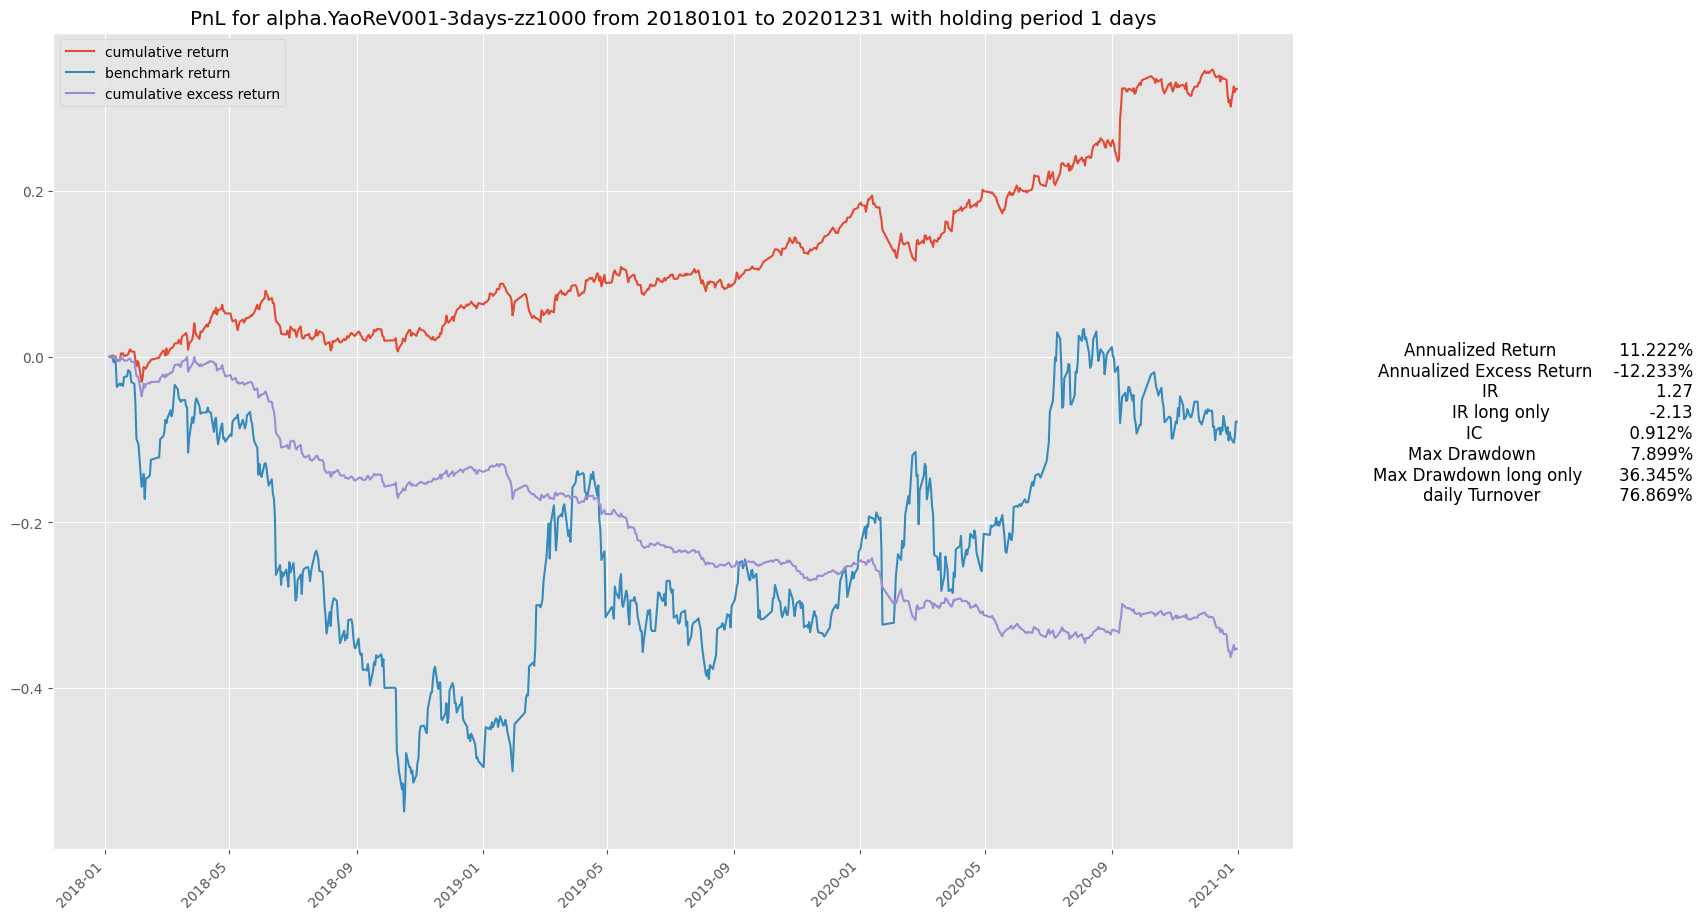 PnL for alpha.YaoReV001-3days-zz1000 from 20180101 to 20201231 with holding period 1 days
cumulative return
benchmark return
cumulative excess return
0.2
0.0
−0.2
−0.4
2018-01
2018-05
2018-09
2019-01
2019-05
2019-09
2020-01
2020-05
2020-09
2021-01
Annualized Return 11.222%
Annualized Excess Return -12.233%
IR 1.27
IR long only -2.13
IC 0.912%
Max Drawdown 7.899%
Max Drawdown long only 36.345%
daily Turnover 76.869%